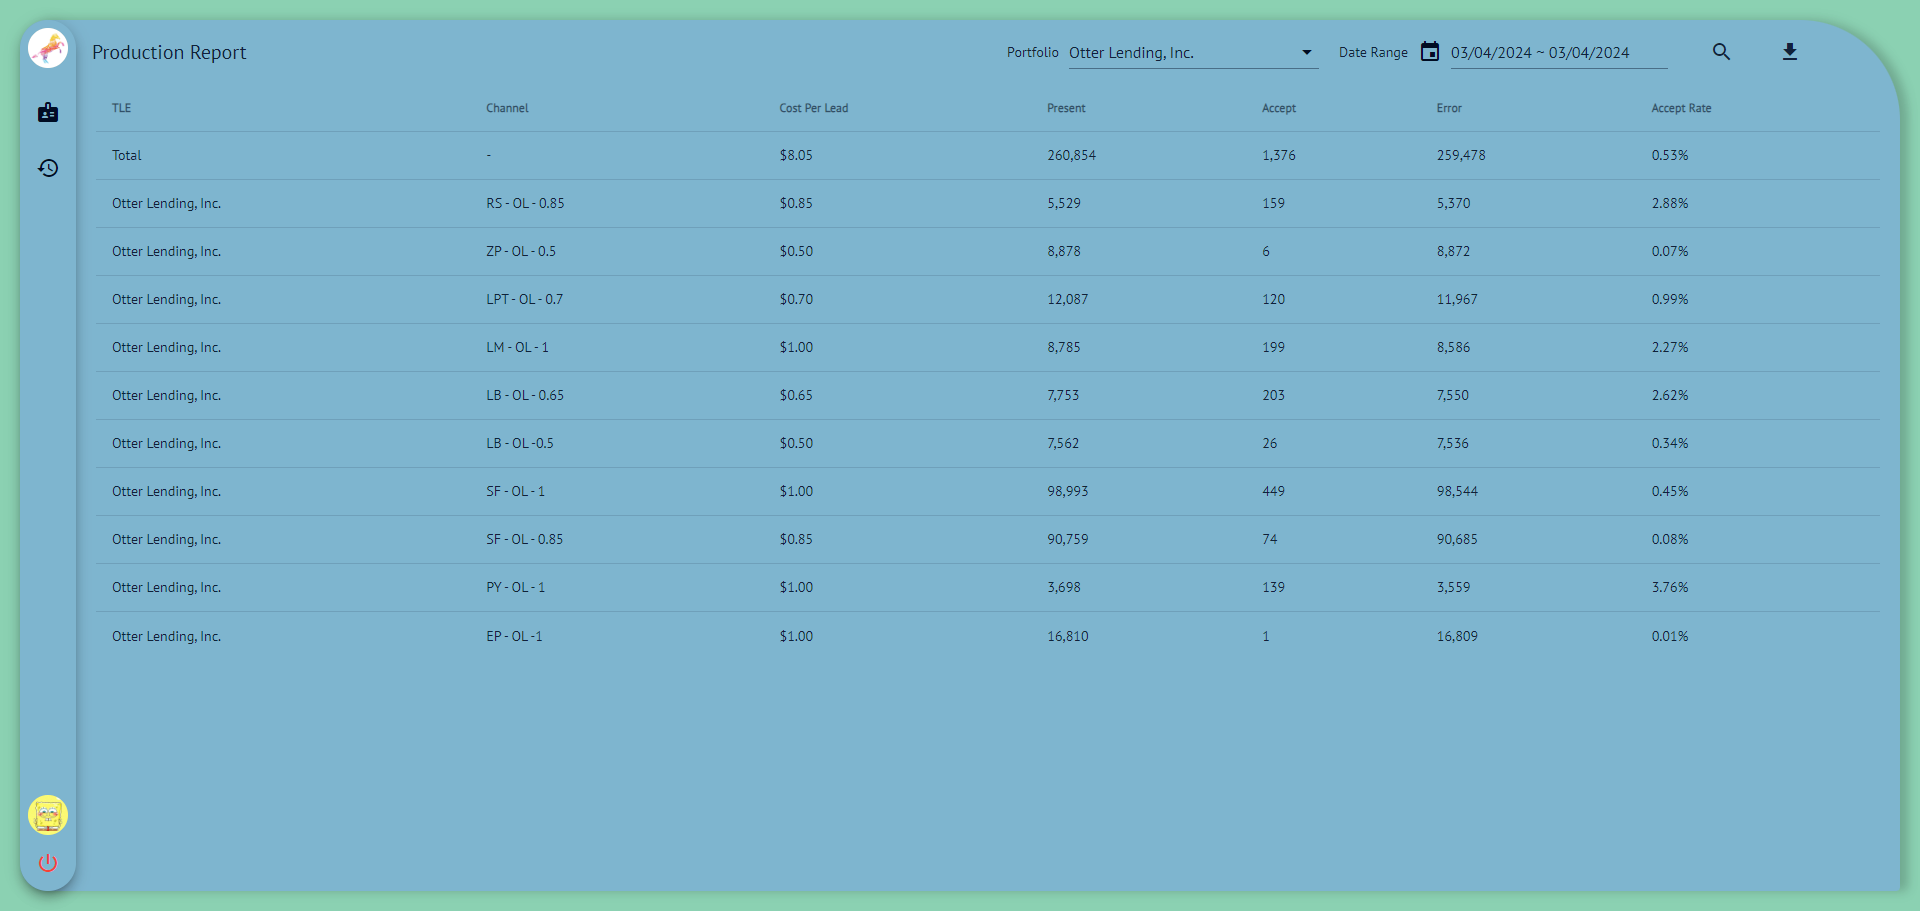 Production Report Portfolio Otter Lending, Inc. Date Range 03/04/2024 ~ 03/04/2024
TLE Channel Cost Per Lead Present Accept Error Accept Rate
Total - $8.05 260,854 1,376 259,478 0.53%
Otter Lending, Inc. RS - OL - 0.85 $0.85 5,529 159 5,370 2.88%
Otter Lending, Inc. ZP - OL - 0.5 $0.50 8,878 6 8,872 0.07%
Otter Lending, Inc. LPT - OL - 0.7 $0.70 12,087 120 11,967 0.99%
Otter Lending, Inc. LM - OL - 1 $1.00 8,785 199 8,586 2.27%
Otter Lending, Inc. LB - OL - 0.65 $0.65 7,753 203 7,550 2.62%
Otter Lending, Inc. LB - OL -0.5 $0.50 7,562 26 7,536 0.34%
Otter Lending, Inc. SF - OL - 1 $1.00 98,993 449 98,544 0.45%
Otter Lending, Inc. SF - OL - 0.85 $0.85 90,759 74 90,685 0.08%
Otter Lending, Inc. PY - OL - 1 $1.00 3,698 139 3,559 3.76%
Otter Lending, Inc. EP - OL -1 $1.00 16,810 1 16,809 0.01%